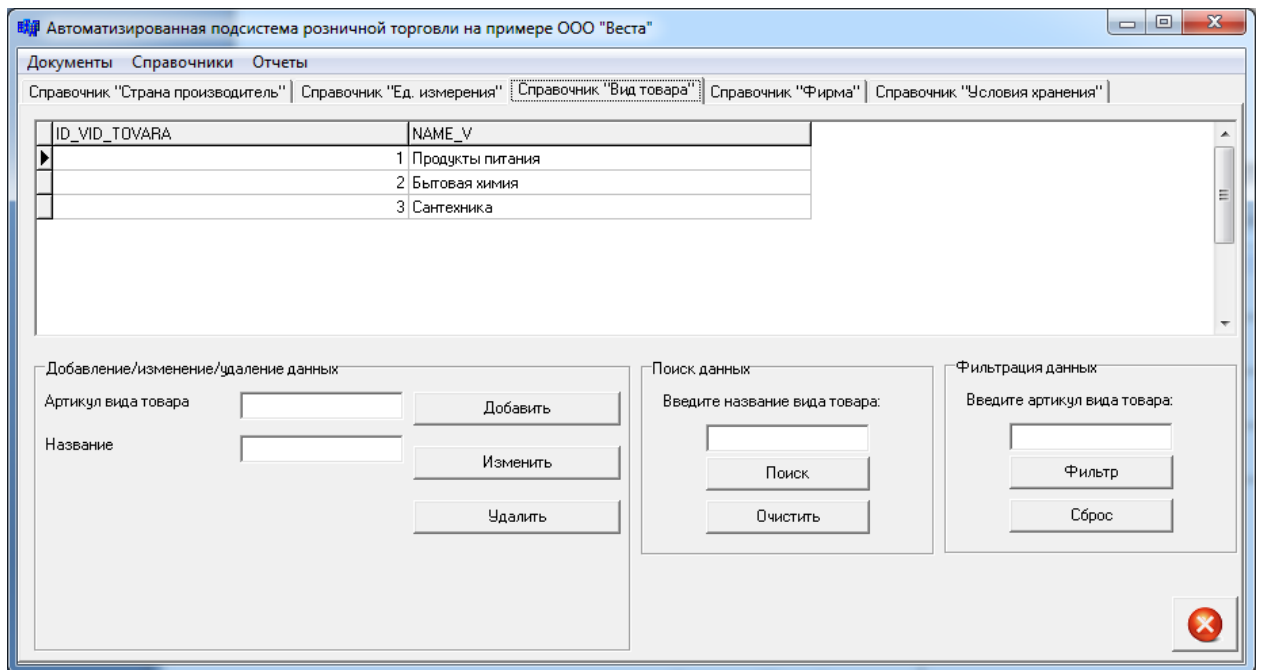 Автоматизированная подсистема розничной торговли на примере ООО "Веста"
Документы Справочники Отчеты
Справочник "Страна производитель" Справочник "Ед. измерения" Справочник "Вид товара" Справочник "Фирма" Справочник "Условия хранения"
ID_VID_TOVARA NAME_V
1 Продукты питания
2 Бытовая химия
3 Сантехника
Добавление/изменение/удаление данных
Артикул вида товара
Добавить
Название
Изменить
Удалить
Поиск данных
Введите название вида товара:
Поиск
Очистить
Фильтрация данных
Введите артикул вида товара:
Фильтр
Сброс